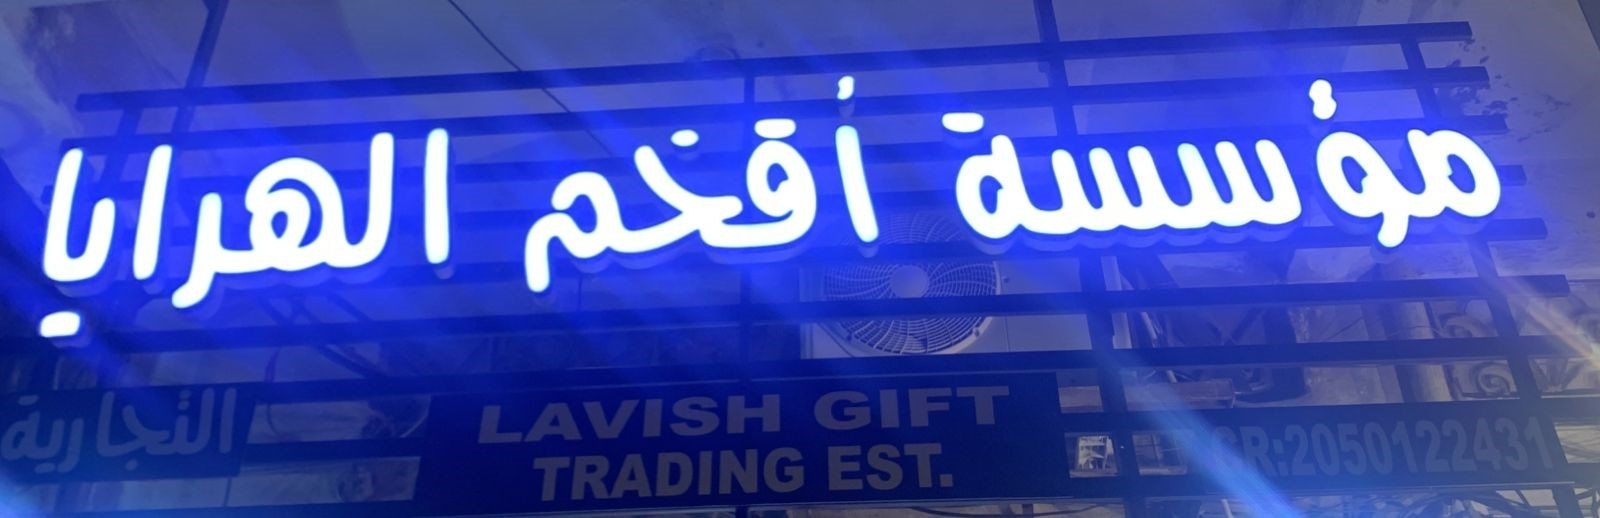 مؤسسة أفخم الهدايا
التجارية
LAVISH GIFT
TRADING EST.
CR:2050122431